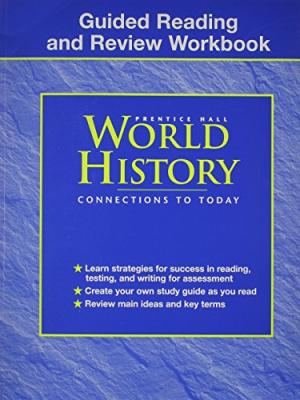 Guided Reading
and Review Workbook
PRENTICE HALL
WORLD
HISTORY
CONNECTIONS TO TODAY
★ Learn strategies for success in reading,
testing, and writing for assessment
★ Create your own study guide as you read
★ Review main ideas and key terms